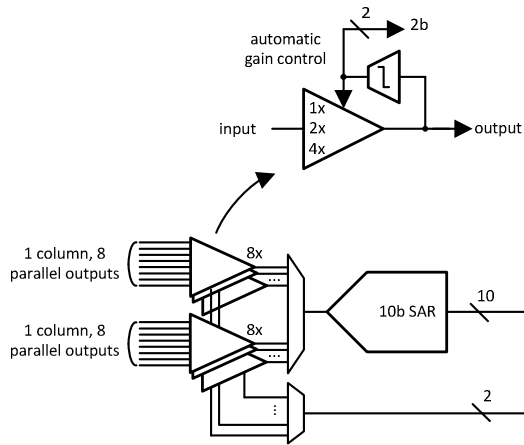 2
2b
automatic
gain control
1x
2x
4x
input
output
1 column, 8
parallel outputs
8x
...
10b SAR
10
1 column, 8
parallel outputs
8x
...
...
2